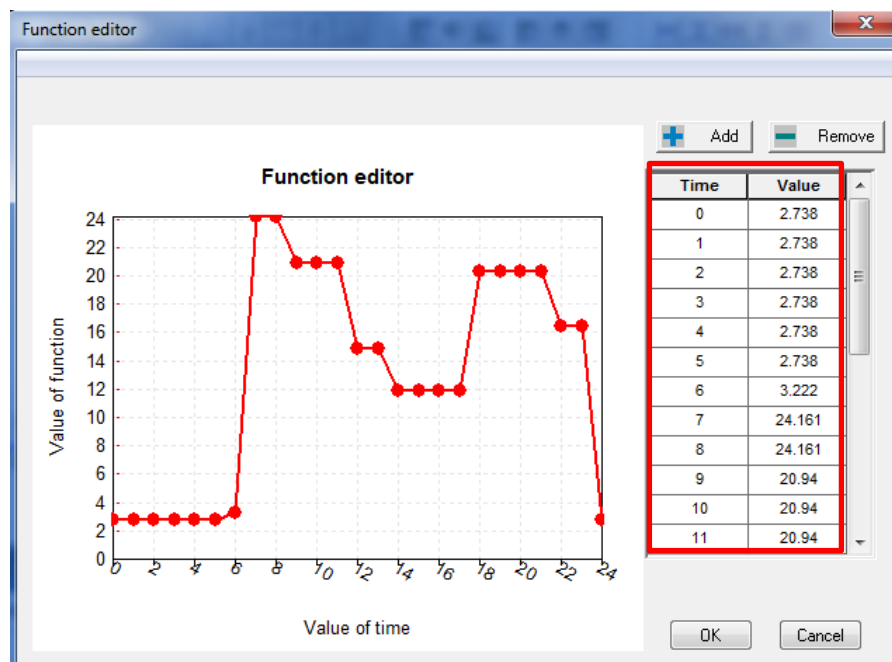 Function editor
x
Add
Remove
Function editor
Time Value
0 2.738
1 2.738
2 2.738
3 2.738
4 2.738
5 2.738
6 3.222
7 24.161
8 24.161
9 20.94
10 20.94
11 20.94
24
22
20
18
16
14
12
10
8
6
4
2
0
Value of function
0 2 4 6 8 10 12 14 16 18 20 22 24
Value of time
OK
Cancel